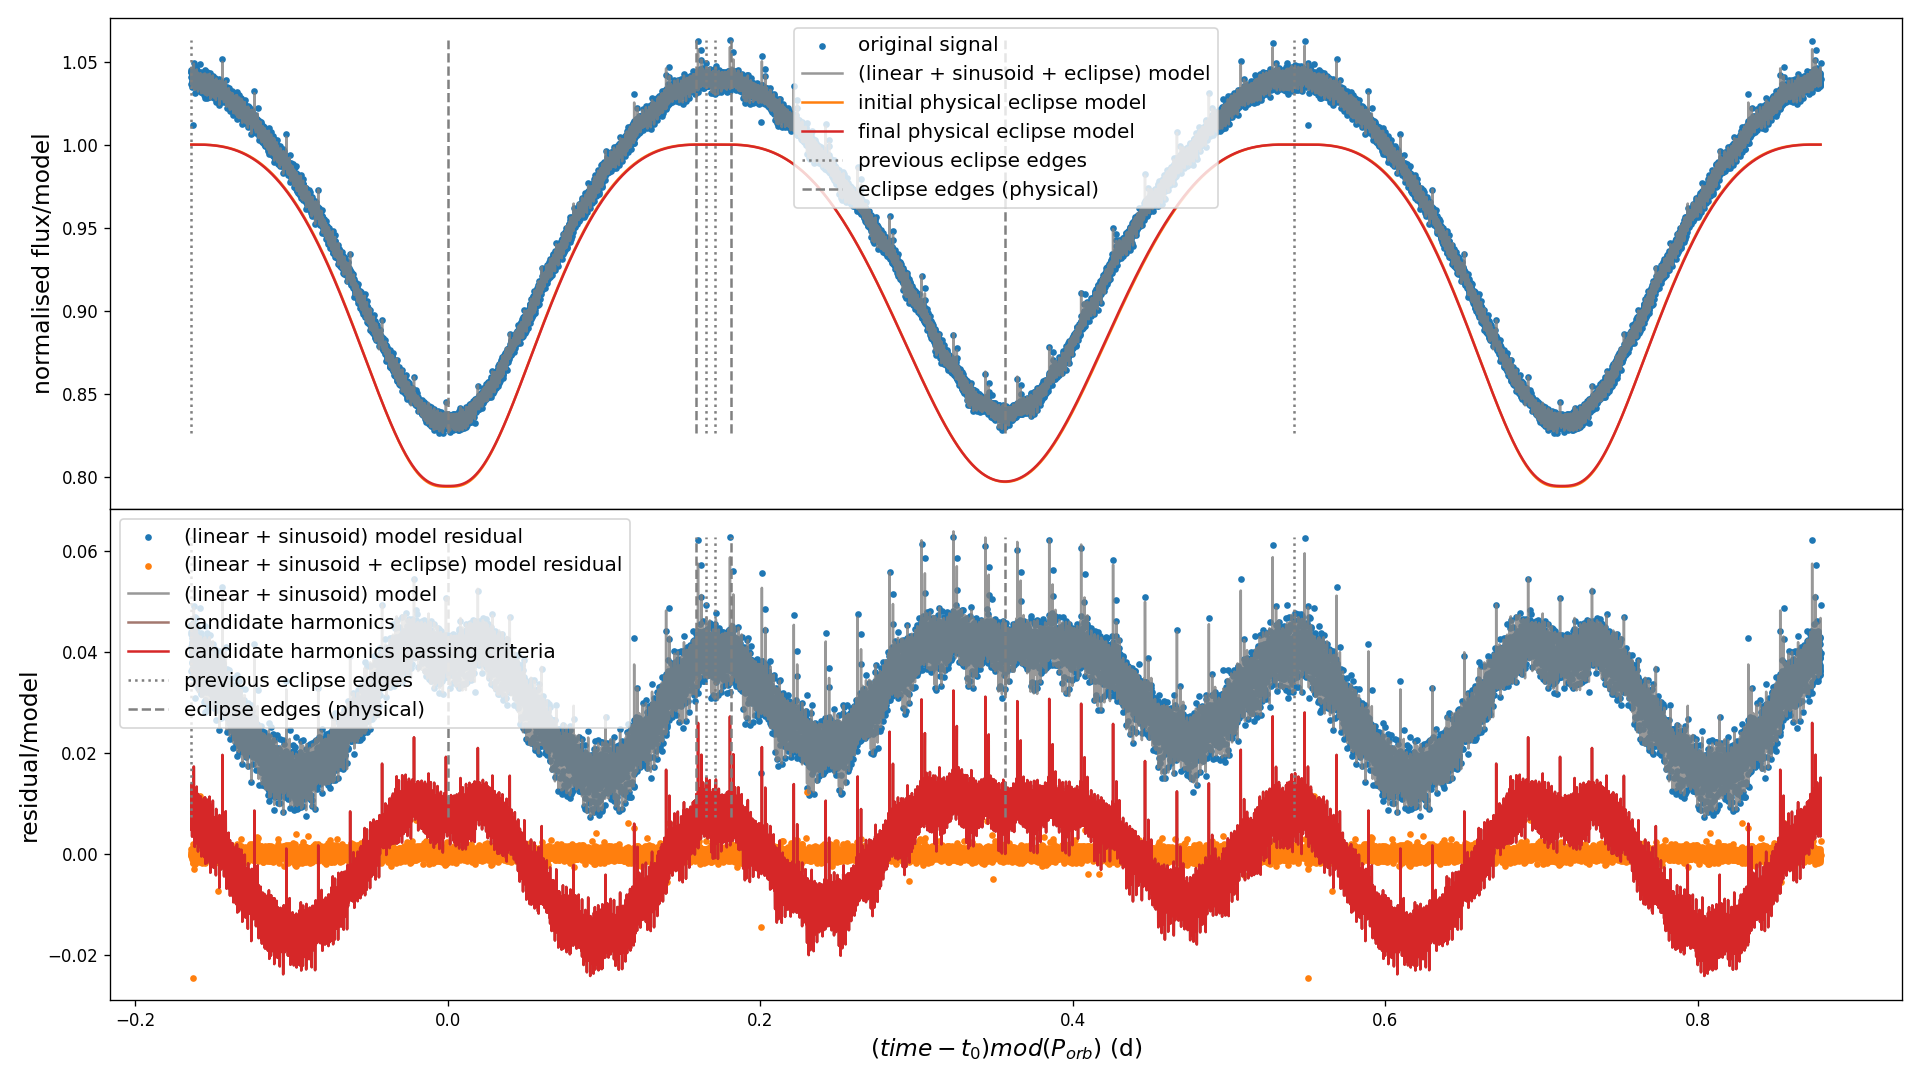 normalised flux/model
1.05
1.00
0.95
0.90
0.85
0.80
original signal
(linear + sinusoid + eclipse) model
initial physical eclipse model
final physical eclipse model
previous eclipse edges
eclipse edges (physical)
residual/model
0.06
0.04
0.02
0.00
−0.02
(linear + sinusoid) model residual
(linear + sinusoid + eclipse) model residual
(linear + sinusoid) model
candidate harmonics
candidate harmonics passing criteria
previous eclipse edges
eclipse edges (physical)
−0.2 0.0 0.2 0.4 0.6 0.8
(time − t₀)mod(Pₒᵣb) (d)